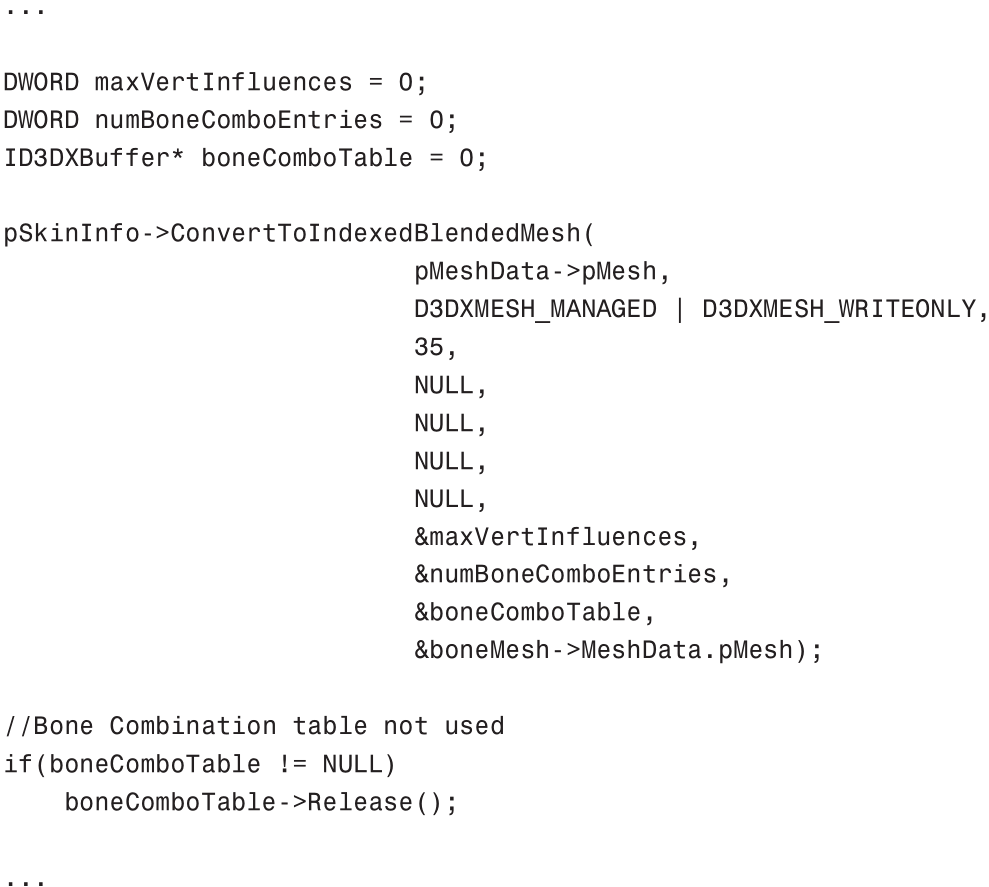 ...
DWORD maxVertInfluences = 0;
DWORD numBoneComboEntries = 0;
ID3DXBuffer* boneComboTable = 0;
pSkinInfo->ConvertToIndexedBlendedMesh(
pMeshData->pMesh,
D3DXMESH_MANAGED | D3DXMESH_WRITEONLY,
35,
NULL,
NULL,
NULL,
NULL,
&maxVertInfluences,
&numBoneComboEntries,
&boneComboTable,
&boneMesh->MeshData.pMesh);
//Bone Combination table not used
if(boneComboTable != NULL)
boneComboTable->Release();
...